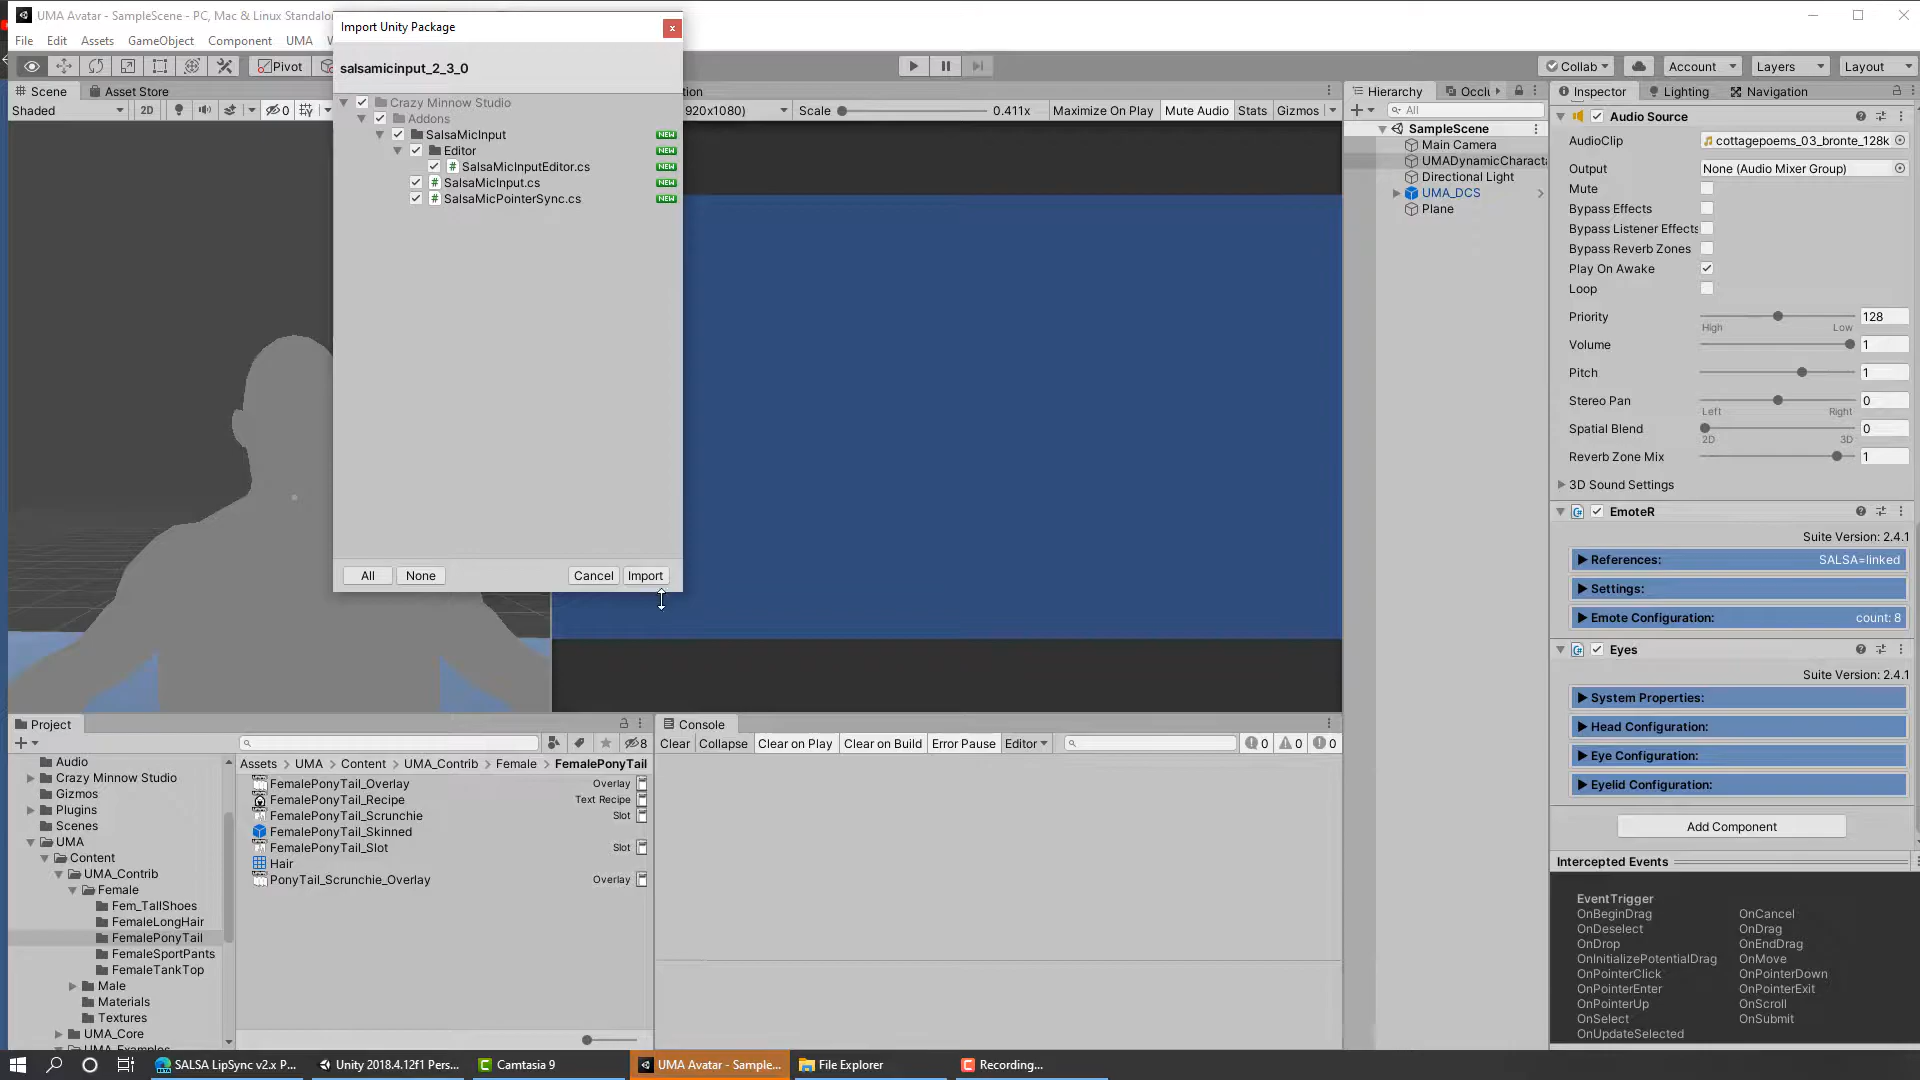 UMA Avatar - SampleScene - PC, Mac & Linux Standalo
File Edit Assets GameObject Component UMA
Import Unity Package
salsamicinput_2_3_0
Crazy Minnow Studio
Addons
SalsaMicInput NEW
Editor NEW
SalsaMicInputEditor.cs NEW
SalsaMicInput.cs NEW
SalsaMicPointerSync.cs NEW
All None Cancel Import
Pivot
Collab Account Layers Layout
Scene Asset Store
Shaded 2D 0
920x1080) Scale 0.411x Maximize On Play Mute Audio Stats Gizmos
Hierarchy Occlu
All
SampleScene
Main Camera
UMADynamicCharacta
Directional Light
UMA_DCS
Plane
Inspector Lighting Navigation
Audio Source
AudioClip cottagepoems_03_bronte_128k
Output None (Audio Mixer Group)
Mute
Bypass Effects
Bypass Listener Effects
Bypass Reverb Zones
Play On Awake
Loop
Priority 128
High Low
Volume 1
Pitch 1
Stereo Pan 0
Left Right
Spatial Blend 0
2D 3D
Reverb Zone Mix 1
3D Sound Settings
EmoteR
Suite Version: 2.4.1
References: SALSA=linked
Settings:
Emote Configuration: count: 8
Eyes
Suite Version: 2.4.1
System Properties:
Head Configuration:
Eye Configuration:
Eyelid Configuration:
Add Component
Intercepted Events
EventTrigger
OnBeginDrag OnCancel
OnDeselect OnDrag
OnDrop OnEndDrag
OnInitializePotentialDrag OnMove
OnPointerClick OnPointerDown
OnPointerEnter OnPointerExit
OnPointerUp OnScroll
OnSelect OnSubmit
OnUpdateSelected
Project
8
Audio
Crazy Minnow Studio
Gizmos
Plugins
Scenes
UMA
Content
UMA_Contrib
Female
Fem_TallShoes
FemaleLongHair
FemalePonyTail
FemaleSportPants
FemaleTankTop
Male
Materials
Textures
UMA_Core
UMA_Examples
Assets > UMA > Content > UMA_Contrib > Female > FemalePonyTail
FemalePonyTail_Overlay Overlay
FemalePonyTail_Recipe Text Recipe
FemalePonyTail_Scrunchie Slot
FemalePonyTail_Skinned
FemalePonyTail_Slot Slot
Hair
PonyTail_Scrunchie_Overlay Overlay
Console
Clear Collapse Clear on Play Clear on Build Error Pause Editor 0 0 0
SALSA LipSync v2.x P... Unity 2018.4.12f1 Pers... Camtasia 9 UMA Avatar - Sample... File Explorer Recording...